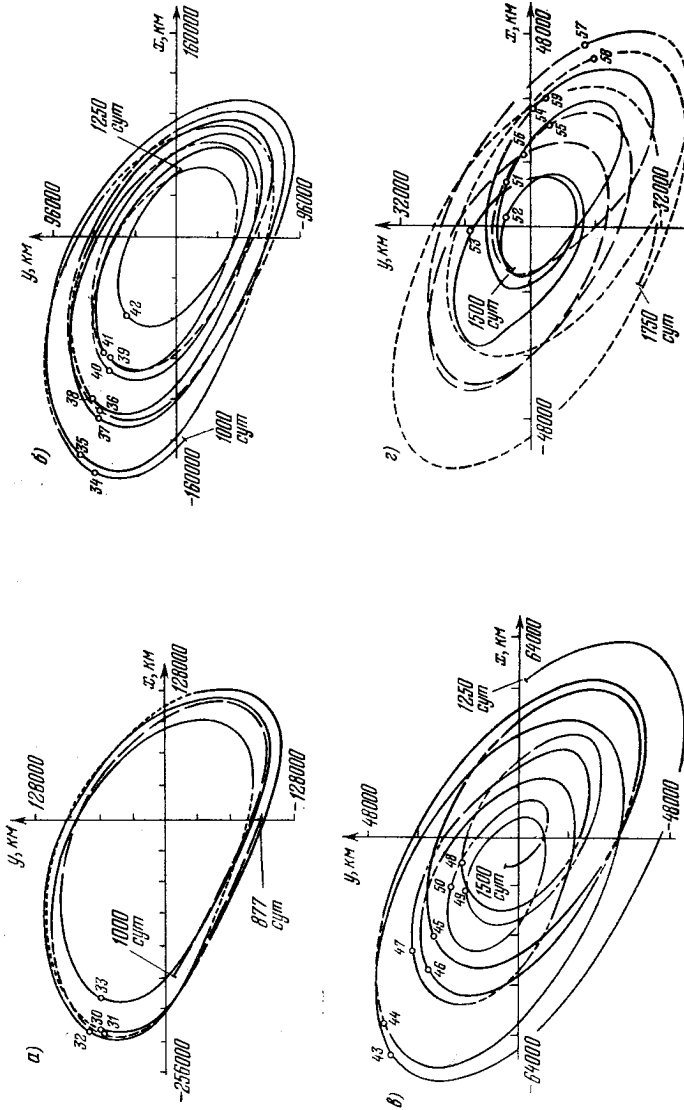 а)
y, км
128000
x, км
128000
-256000
-128000
32
30
31
33
1000
сут
877
сут
б)
y, км
96000
x, км
160000
1250
сут
-160000
-96000
35
34
38
37
36
40
41
39
42
1000
сут
в)
y, км
48000
x, км
64000
1250
сут
-64000
-48000
43
44
47
46
45
50
49
48
1500
сут
г)
y, км
32000
x, км
48000
-48000
-32000
53
52
51
56
54
59
55
57
58
1500
сут
1750
сут